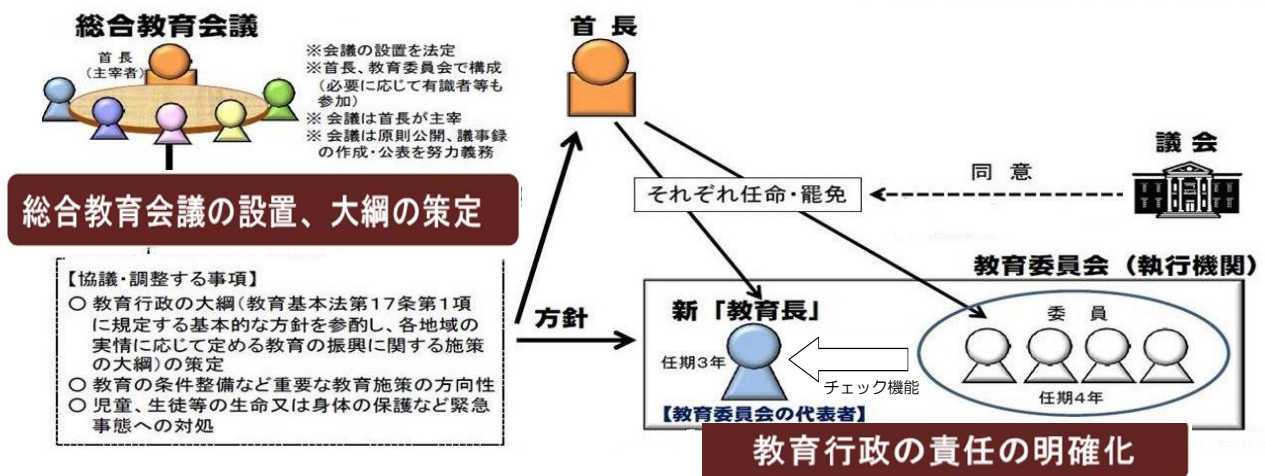 総合教育会議
首長
(主宰者)
※会議の設置を法定
※首長、教育委員会で構成
(必要に応じて有識者等も
参加)
※会議は首長が主宰
※会議は原則公開、議事録
の作成・公表を努力義務
総合教育会議の設置、大綱の策定
【協議・調整する事項】
○ 教育行政の大綱(教育基本法第17条第1項
に規定する基本的な方針を参酌し、各地域の
実情に応じて定める教育の振興に関する施策
の大綱)の策定
○ 教育の条件整備など重要な教育施策の方向性
○ 児童、生徒等の生命又は身体の保護など緊急
事態への対処
首長
それぞれ任命・罷免
同意
議会
方針
教育委員会(執行機関)
新「教育長」
任期3年
【教育委員会の代表者】
チェック機能
委員
任期4年
教育行政の責任の明確化